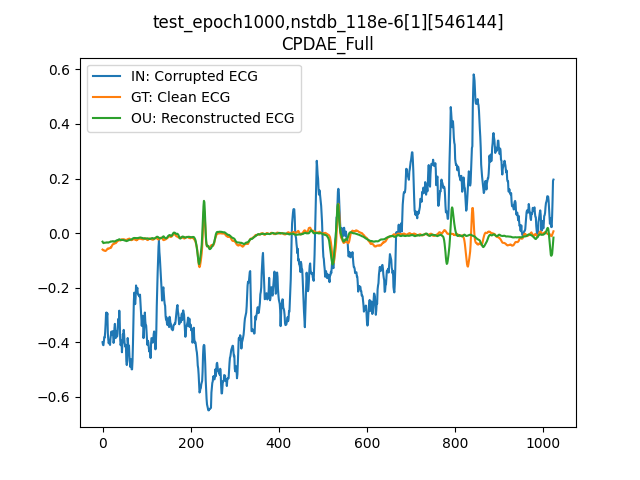 test_epoch1000,nstdb_118e-6[1][546144]
CPDAE_Full
IN: Corrupted ECG
GT: Clean ECG
OU: Reconstructed ECG
0.6
0.4
0.2
0.0
−0.2
−0.4
−0.6
0 200 400 600 800 1000